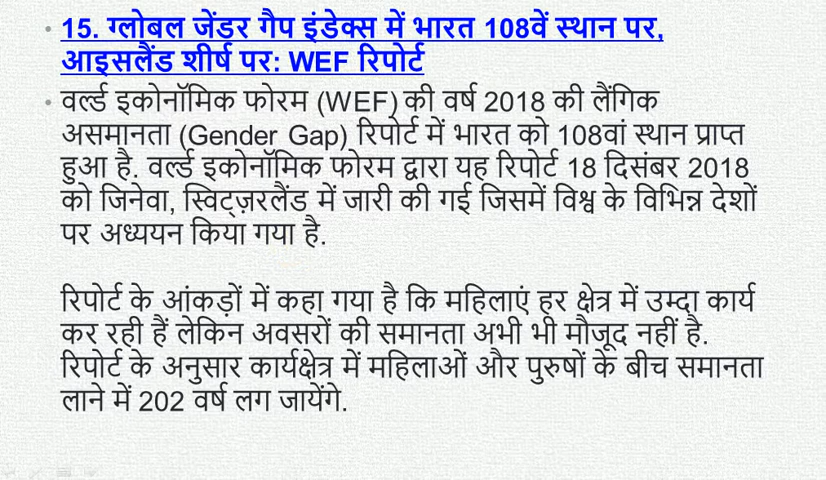 • 15. ग्लोबल जेंडर गैप इंडेक्स में भारत 108वें स्थान पर,
आइसलैंड शीर्ष पर: WEF रिपोर्ट
• वर्ल्ड इकोनॉमिक फोरम (WEF) की वर्ष 2018 की लैंगिक
असमानता (Gender Gap) रिपोर्ट में भारत को 108वां स्थान प्राप्त
हुआ है. वर्ल्ड इकोनॉमिक फोरम द्वारा यह रिपोर्ट 18 दिसंबर 2018
को जिनेवा, स्विट्ज़रलैंड में जारी की गई जिसमें विश्व के विभिन्न देशों
पर अध्ययन किया गया है.
रिपोर्ट के आंकड़ों में कहा गया है कि महिलाएं हर क्षेत्र में उम्दा कार्य
कर रही हैं लेकिन अवसरों की समानता अभी भी मौजूद नहीं है.
रिपोर्ट के अनुसार कार्यक्षेत्र में महिलाओं और पुरुषों के बीच समानता
लाने में 202 वर्ष लग जायेंगे.